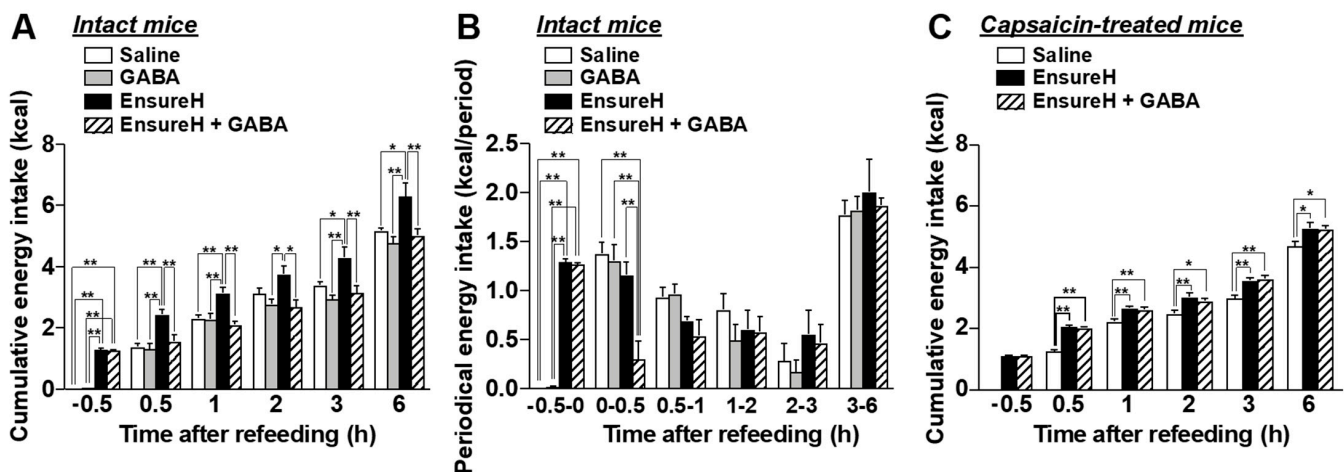 A Intact mice
Saline
GABA
EnsureH
EnsureH + GABA
Cumulative energy intake (kcal)
8
6
4
2
0
** ** ** **
** ** **
** ** **
* *
* ** **
* ** **
-0.5 0.5 1 2 3 6
Time after refeeding (h)
B Intact mice
Saline
GABA
EnsureH
EnsureH + GABA
Periodical energy intake (kcal/period)
2.5
2.0
1.5
1.0
0.5
0.0
** ** ** **
** ** **
-0.5-0 0-0.5 0.5-1 1-2 2-3 3-6
Time after refeeding (h)
C Capsaicin-treated mice
Saline
EnsureH
EnsureH + GABA
Cumulative energy intake (kcal)
8
6
4
2
0
** **
** **
* **
** **
* *
-0.5 0.5 1 2 3 6
Time after refeeding (h)